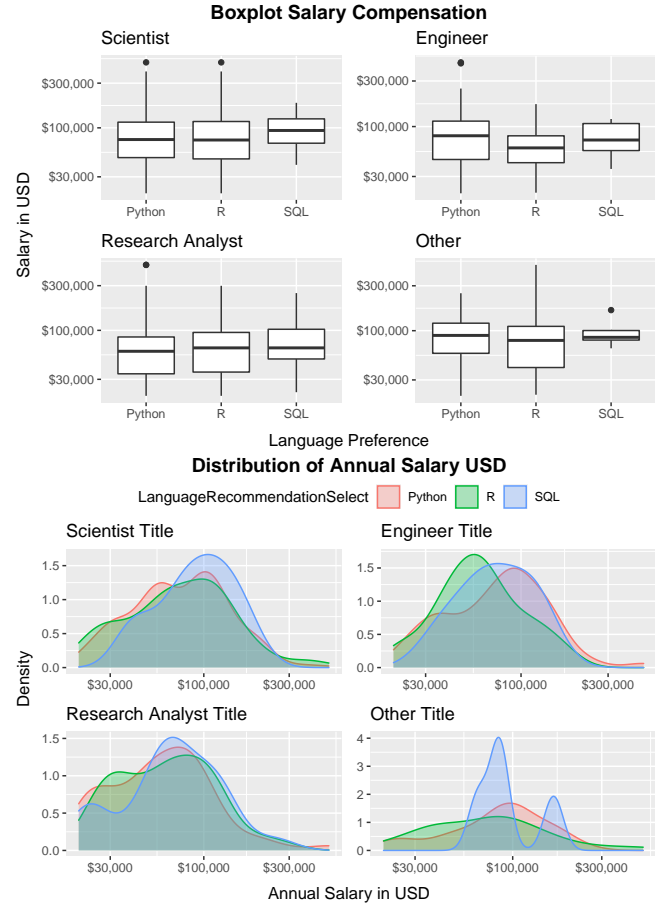 Boxplot Salary Compensation
Scientist
Engineer
Salary in USD
$300,000
$100,000
$30,000
Python R SQL
$300,000
$100,000
$30,000
Python R SQL
Research Analyst
Other
$300,000
$100,000
$30,000
Python R SQL
$300,000
$100,000
$30,000
Python R SQL
Language Preference
Distribution of Annual Salary USD
LanguageRecommendationSelect Python R SQL
Scientist Title
Engineer Title
Density
1.5
1.0
0.5
0.0
$30,000 $100,000 $300,000
1.5
1.0
0.5
0.0
$30,000 $100,000 $300,000
Research Analyst Title
Other Title
1.5
1.0
0.5
0.0
$30,000 $100,000 $300,000
4
3
2
1
0
$30,000 $100,000 $300,000
Annual Salary in USD